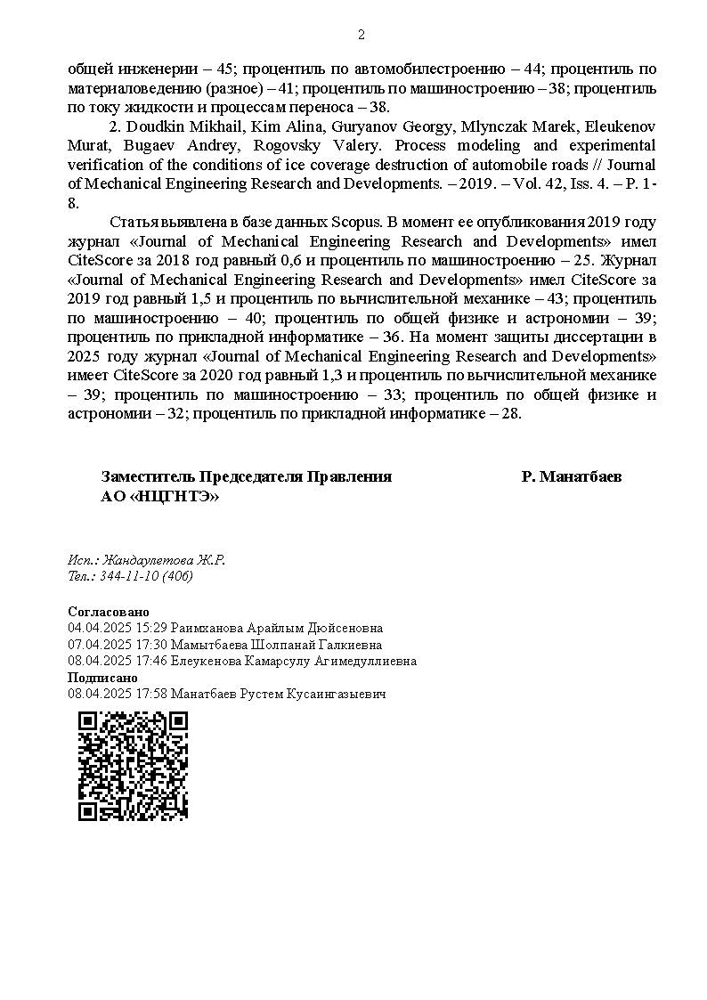 2
общей инженерии – 45; процентиль по автомобилестроению – 44; процентиль по
материаловедению (разное) – 41; процентиль по машиностроению – 38; процентиль
по току жидкости и процессам переноса – 38.
2. Doudkin Mikhail, Kim Alina, Guryanov Georgy, Mlynczak Marek, Eleukenov
Murat, Bugaev Andrey, Rogovsky Valery. Process modeling and experimental
verification of the conditions of ice coverage destruction of automobile roads // Journal
of Mechanical Engineering Research and Developments. – 2019. – Vol. 42, Iss. 4. – P. 1-
8.
Статья выявлена в базе данных Scopus. В момент ее опубликования 2019 году
журнал «Journal of Mechanical Engineering Research and Developments» имел
CiteScore за 2018 год равный 0,6 и процентиль по машиностроению – 25. Журнал
«Journal of Mechanical Engineering Research and Developments» имел CiteScore за
2019 год равный 1,5 и процентиль по вычислительной механике – 43; процентиль
по машиностроению – 40; процентиль по общей физике и астрономии – 39;
процентиль по прикладной информатике – 36. На момент защиты диссертации в
2025 году журнал «Journal of Mechanical Engineering Research and Developments»
имеет CiteScore за 2020 год равный 1,3 и процентиль по вычислительной механике
– 39; процентиль по машиностроению – 33; процентиль по общей физике и
астрономии – 32; процентиль по прикладной информатике – 28.
Заместитель Председателя Правления Р. Манатбаев
АО «НЦГНТЭ»
Исп.: Жандаулетова Ж.Р.
Тел.: 344-11-10 (406)
Согласовано
04.04.2025 15:29 Раимханова Арайлым Дюйсеновна
07.04.2025 17:30 Мамытбаева Шолпанай Галкиевна
08.04.2025 17:46 Елеукенова Камарсулу Агимедуллиевна
Подписано
08.04.2025 17:58 Манатбаев Рустем Кусаингазыевич